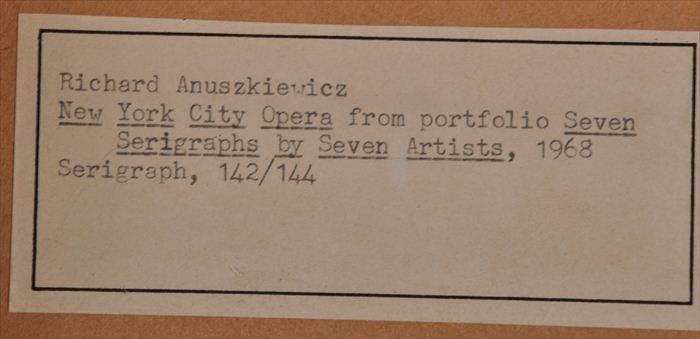 Richard Anuszkiewicz
New York City Opera from portfolio Seven
Serigraphs by Seven Artists, 1968
Serigraph, 142/144